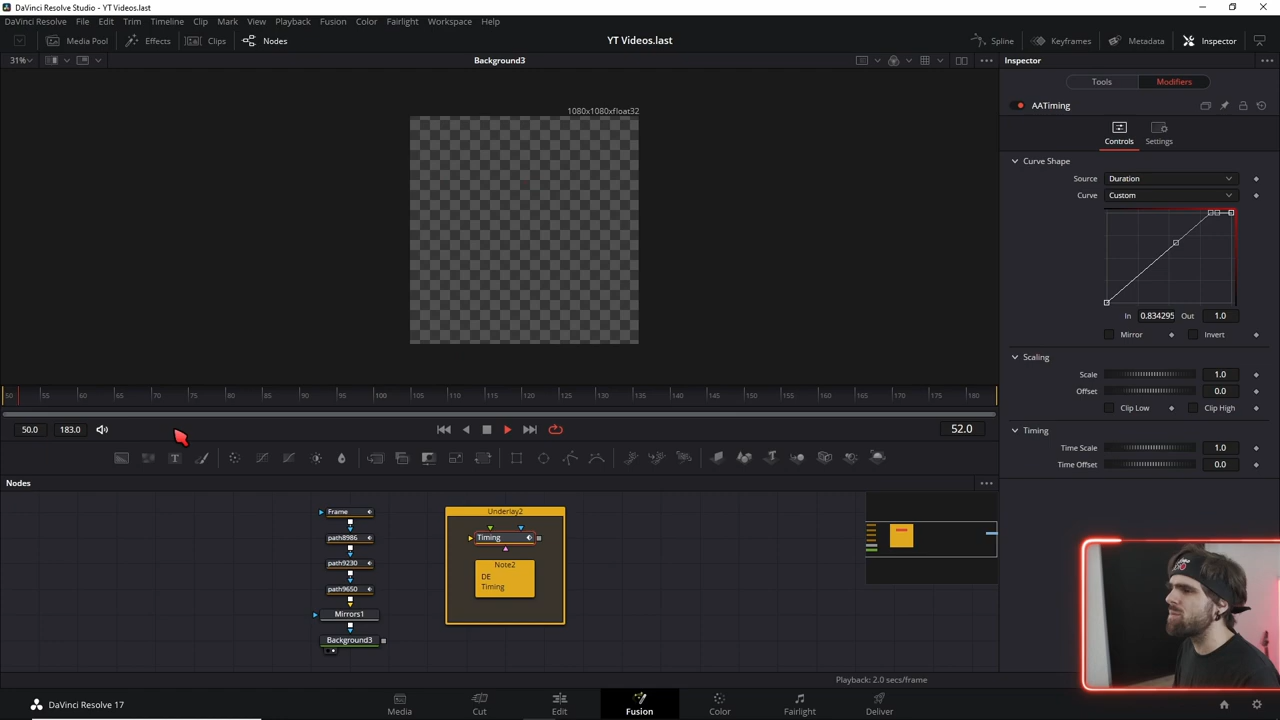 DaVinci Resolve Studio - YT Videos.last
DaVinci Resolve File Edit Trim Timeline Clip Mark View Playback Fusion Color Fairlight Workspace Help
Media Pool Effects Clips Nodes YT Videos.last Spline Keyframes Metadata Inspector
31% Background3 Inspector
Tools Modifiers
AATiming
1080x1080xfloat32
Controls Settings
Curve Shape
Source Duration
Curve Custom
In 0.834295 Out 1.0
Mirror Invert
Scaling
Scale 1.0
Offset 0.0
Clip Low Clip High
Timing
Time Scale 1.0
Time Offset 0.0
50 55 60 65 70 75 80 85 90 95 100 110 115 120 125 130 135 140 145 150 155 160 165 170 175 180
50.0 183.0 52.0
Nodes
Frame
path8986
path9230
path9650
Mirrors1
Background3
Underlay2
Timing
Note2
DE
Timing
Playback: 2.0 secs/frame
DaVinci Resolve 17 Media Cut Edit Fusion Color Fairlight Deliver